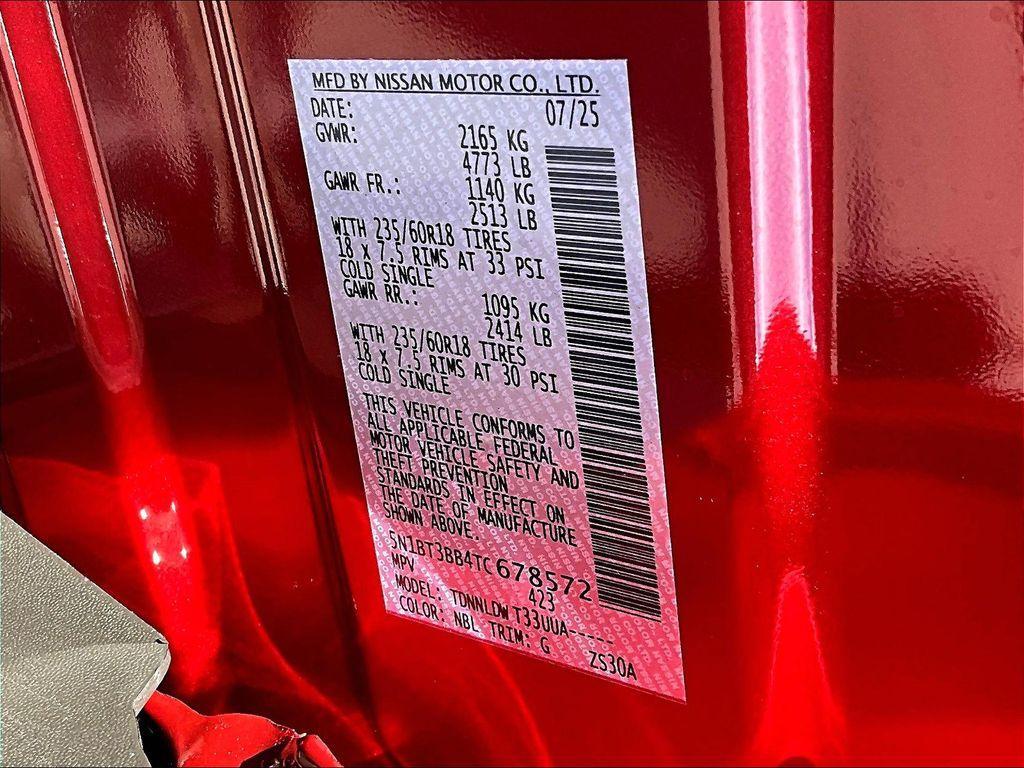 MFD BY NISSAN MOTOR CO., LTD.
DATE: 07/25
GVWR: 2165 KG
4773 LB
GAWR FR.: 1140 KG
2513 LB
WITH 235/60R18 TIRES
18 X 7.5 RIMS AT 33 PSI
COLD SINGLE
GAWR RR.: 1095 KG
2414 LB
WITH 235/60R18 TIRES
18 X 7.5 RIMS AT 30 PSI
COLD SINGLE
THIS VEHICLE CONFORMS TO
ALL APPLICABLE FEDERAL
MOTOR VEHICLE SAFETY AND
THEFT PREVENTION
STANDARDS IN EFFECT ON
THE DATE OF MANUFACTURE
SHOWN ABOVE.
5N1BT3BB4TC678572
MPV 423
MODEL: TDNNLDW T33UUA-----
COLOR: NBL TRIM: G ZS30A